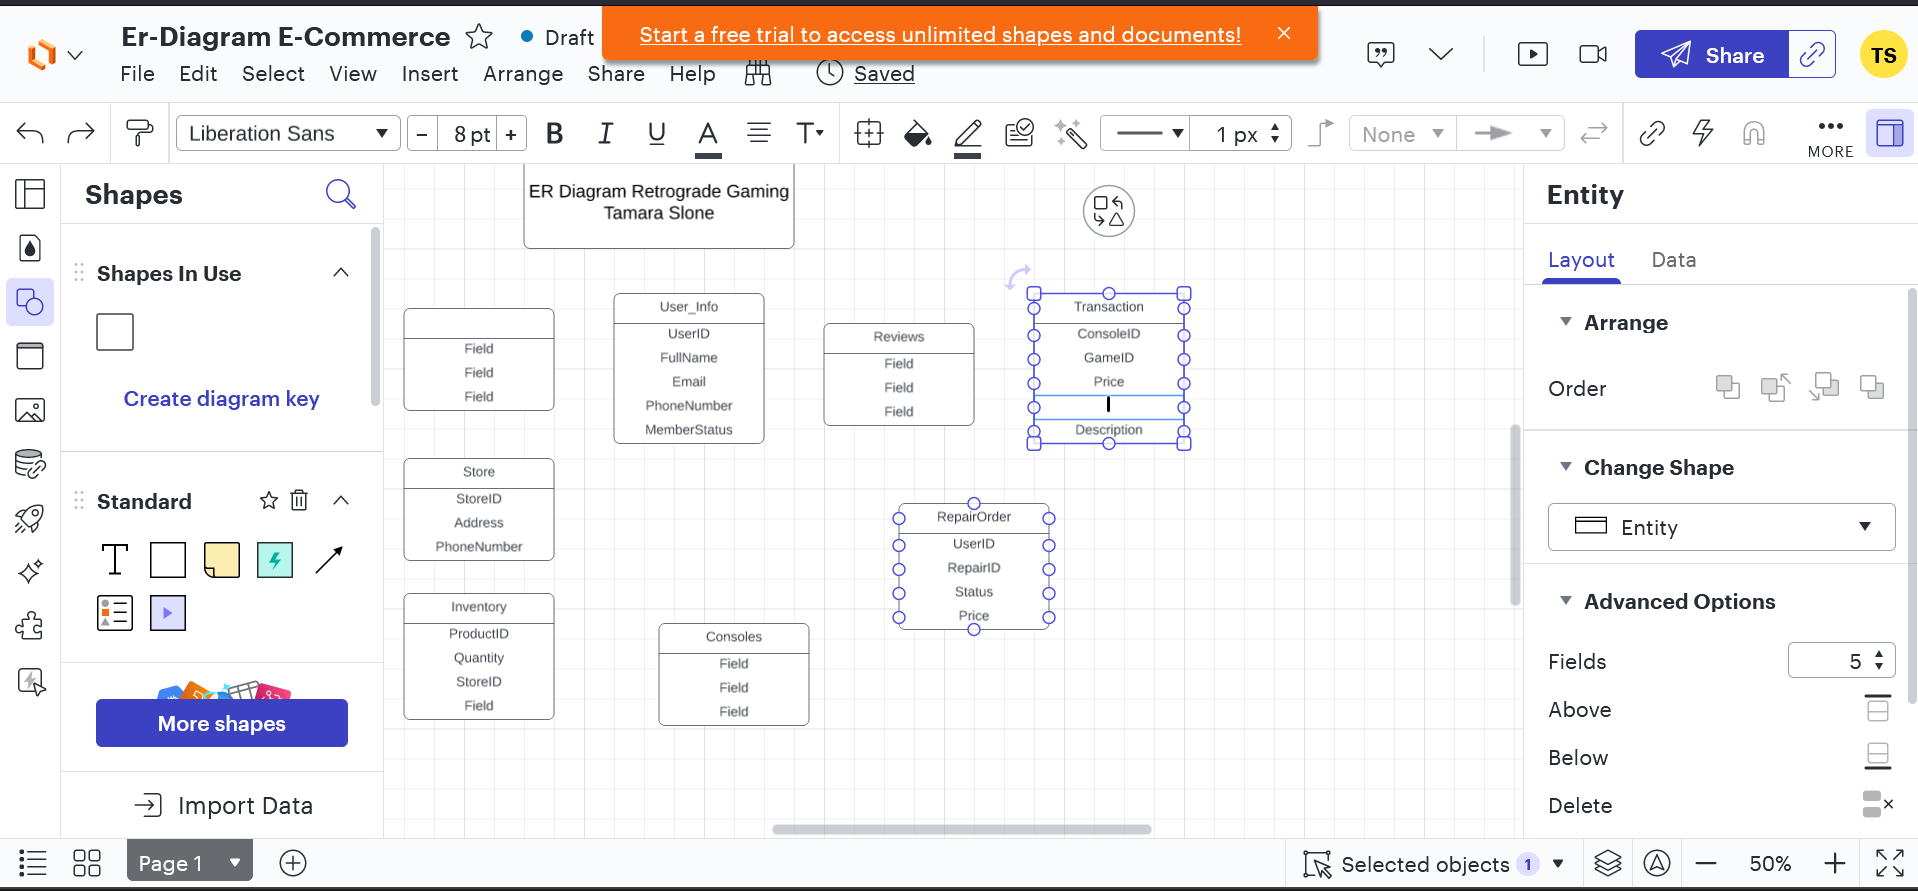 Er-Diagram E-Commerce
Draft
Start a free trial to access unlimited shapes and documents!
Share
TS
File Edit Select View Insert Arrange Share Help Saved
Liberation Sans
− 8 pt +
B I U A T
1 px
None
MORE
Shapes
Shapes In Use
Create diagram key
Standard
T
More shapes
Import Data
ER Diagram Retrograde Gaming
Tamara Slone
Field
Field
Field
User_Info
UserID
FullName
Email
PhoneNumber
MemberStatus
Reviews
Field
Field
Field
Transaction
ConsoleID
GameID
Price
Description
Store
StoreID
Address
PhoneNumber
RepairOrder
UserID
RepairID
Status
Price
Inventory
ProductID
Quantity
StoreID
Field
Consoles
Field
Field
Field
Entity
Layout Data
Arrange
Order
Change Shape
Entity
Advanced Options
Fields 5
Above
Below
Delete
Page 1
Selected objects 1
50%